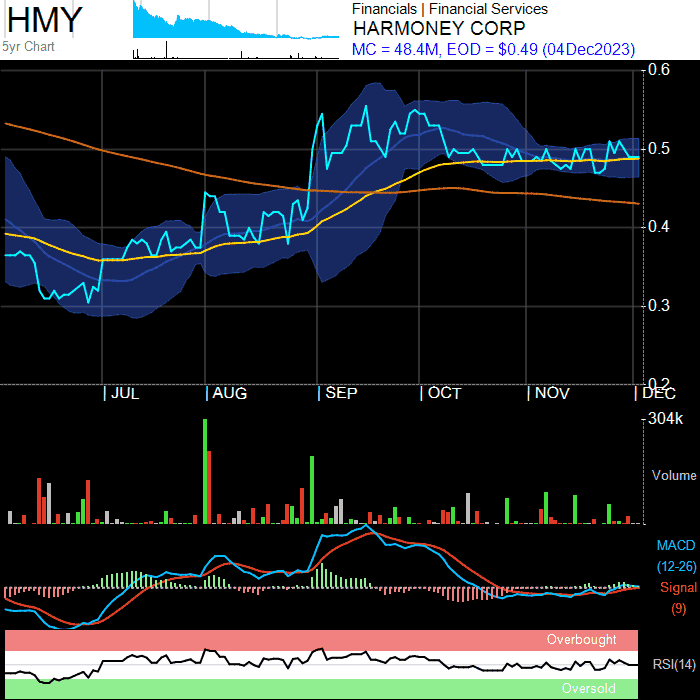 HMY
5yr Chart
Financials | Financial Services
HARMONEY CORP
MC = 48.4M, EOD = $0.49 (04Dec2023)
0.6
0.5
0.4
0.3
0.2
| JUL | AUG | SEP | OCT | NOV | DEC
304k
Volume
MACD
(12-26)
Signal
(9)
Overbought
RSI(14)
Oversold